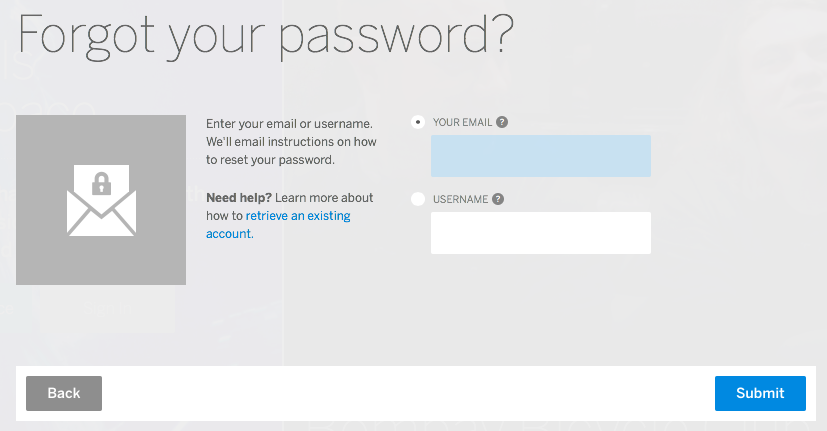 Forgot your password?
Enter your email or username.
We'll email instructions on how
to reset your password.
Need help? Learn more about
how to retrieve an existing
account.
YOUR EMAIL ?
USERNAME ?
Back
Submit